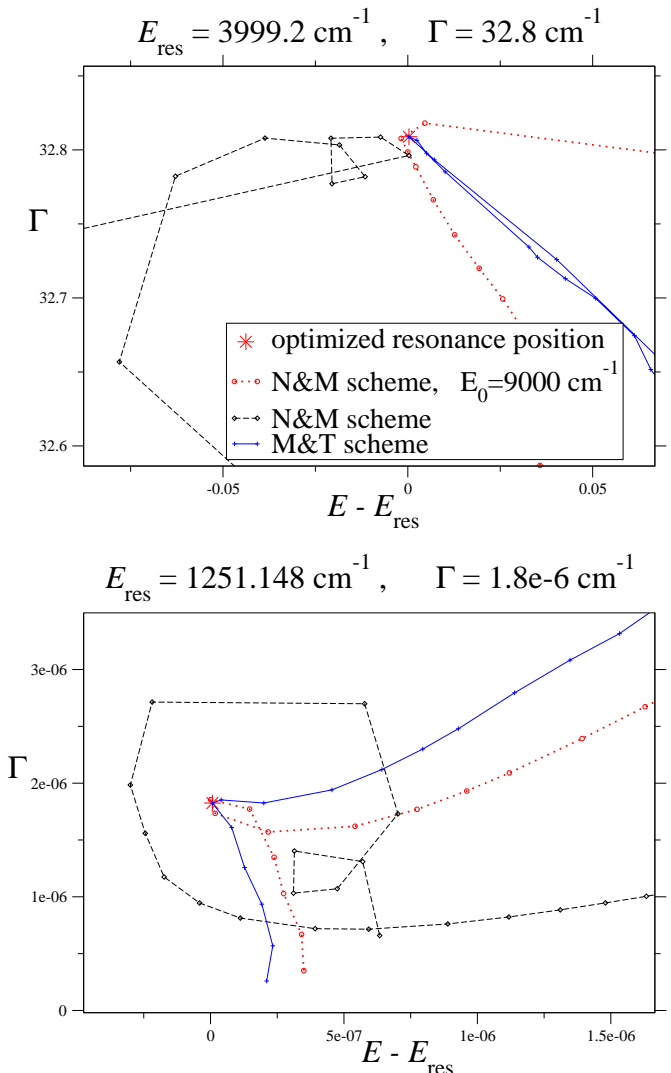 E_res = 3999.2 cm^-1 , Γ = 32.8 cm^-1
32.8
Γ
32.7
optimized resonance position
N&M scheme, E_0=9000 cm^-1
N&M scheme
M&T scheme
32.6
-0.05 0 0.05
E - E_res
E_res = 1251.148 cm^-1 , Γ = 1.8e-6 cm^-1
3e-06
Γ
2e-06
1e-06
0
0 5e-07 1e-06 1.5e-06
E - E_res